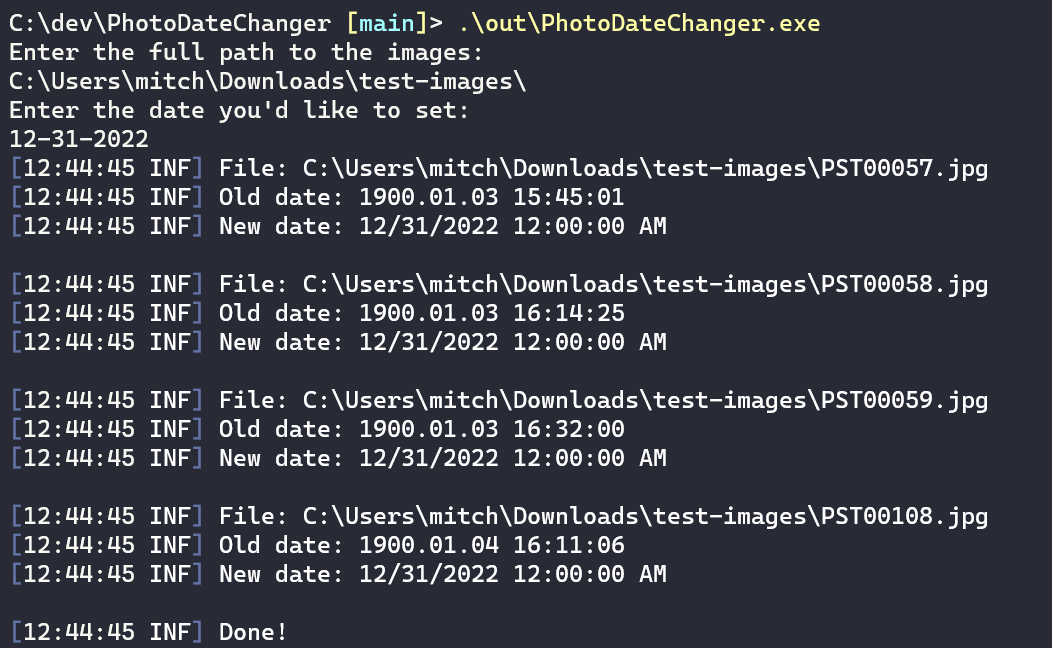 C:\dev\PhotoDateChanger [main]> .\out\PhotoDateChanger.exe
Enter the full path to the images:
C:\Users\mitch\Downloads\test-images\
Enter the date you'd like to set:
12-31-2022
[12:44:45 INF] File: C:\Users\mitch\Downloads\test-images\PST00057.jpg
[12:44:45 INF] Old date: 1900.01.03 15:45:01
[12:44:45 INF] New date: 12/31/2022 12:00:00 AM

[12:44:45 INF] File: C:\Users\mitch\Downloads\test-images\PST00058.jpg
[12:44:45 INF] Old date: 1900.01.03 16:14:25
[12:44:45 INF] New date: 12/31/2022 12:00:00 AM

[12:44:45 INF] File: C:\Users\mitch\Downloads\test-images\PST00059.jpg
[12:44:45 INF] Old date: 1900.01.03 16:32:00
[12:44:45 INF] New date: 12/31/2022 12:00:00 AM

[12:44:45 INF] File: C:\Users\mitch\Downloads\test-images\PST00108.jpg
[12:44:45 INF] Old date: 1900.01.04 16:11:06
[12:44:45 INF] New date: 12/31/2022 12:00:00 AM

[12:44:45 INF] Done!